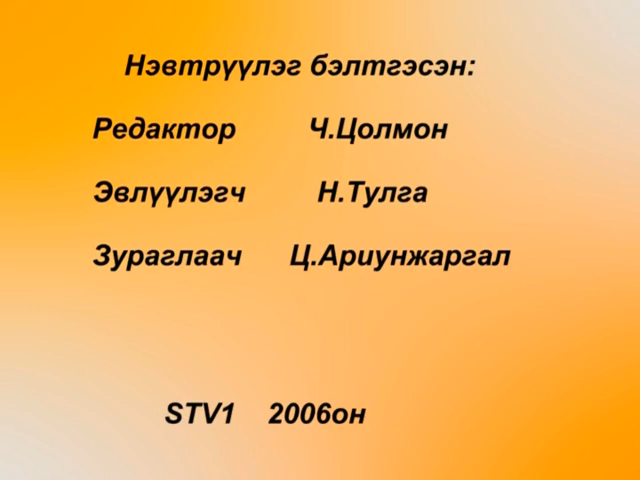 Нэвтрүүлэг бэлтгэсэн:
Редактор Ч.Цолмон
Эвлүүлэгч Н.Тулга
Зураглаач Ц.Ариунжаргал
STV1 2006он